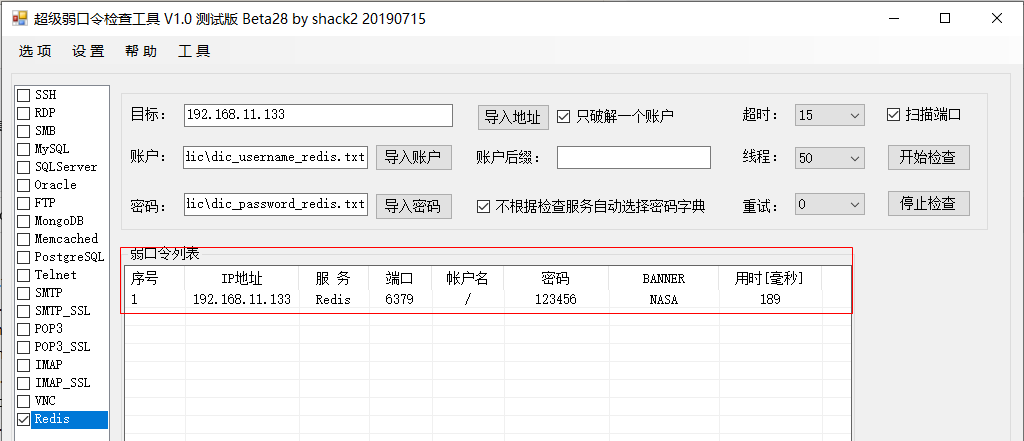 超级弱口令检查工具 V1.0 测试版 Beta28 by shack2 20190715
选 项 设 置 帮 助 工 具
SSH
RDP
SMB
MySQL
SQLServer
Oracle
FTP
MongoDB
Memcached
PostgreSQL
Telnet
SMTP
SMTP_SSL
POP3
POP3_SSL
IMAP
IMAP_SSL
VNC
Redis
目标： 192.168.11.133 导入地址 只破解一个账户 超时： 15 扫描端口
账户： lic\dic_username_redis.txt 导入账户 账户后缀： 线程： 50 开始检查
密码： lic\dic_password_redis.txt 导入密码 不根据检查服务自动选择密码字典 重试： 0 停止检查
弱口令列表
序号 IP地址 服 务 端口 帐户名 密码 BANNER 用时[毫秒]
1 192.168.11.133 Redis 6379 / 123456 NASA 189